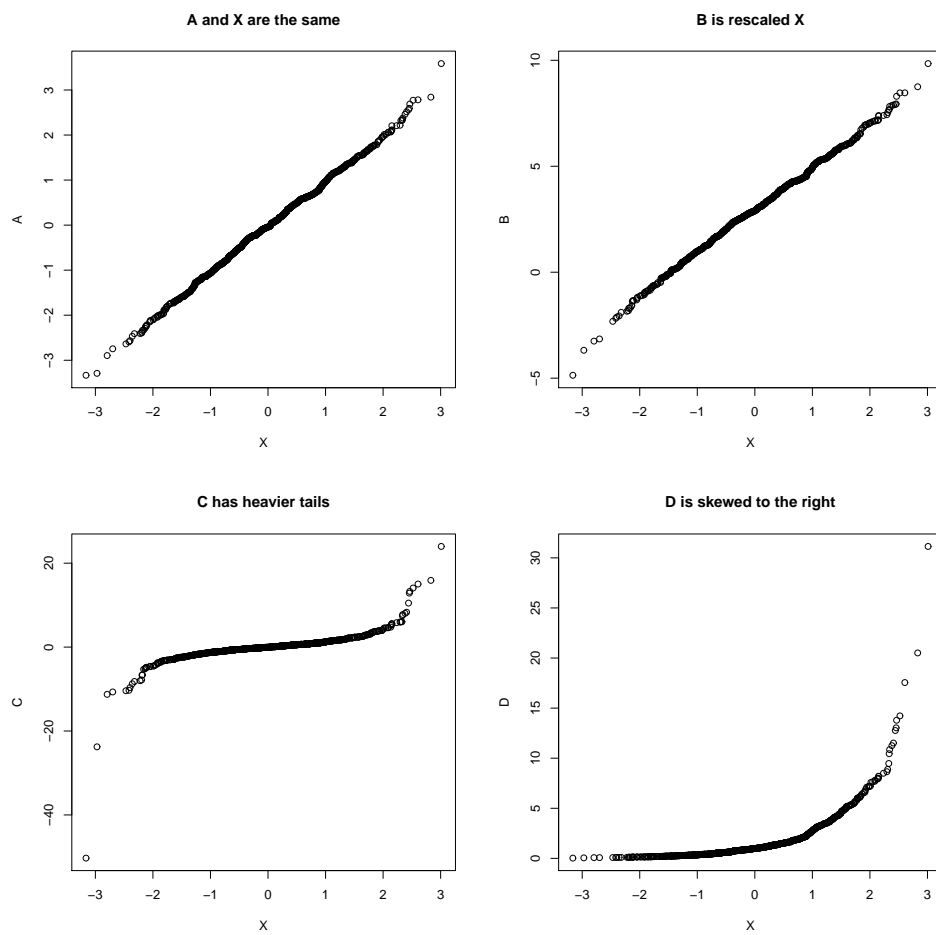 A and X are the same
A
3
2
1
0
−1
−2
−3
−3 −2 −1 0 1 2 3
X
B is rescaled X
B
10
5
0
−5
−3 −2 −1 0 1 2 3
X
C has heavier tails
C
20
0
−20
−40
−3 −2 −1 0 1 2 3
X
D is skewed to the right
D
30
25
20
15
10
5
0
−3 −2 −1 0 1 2 3
X